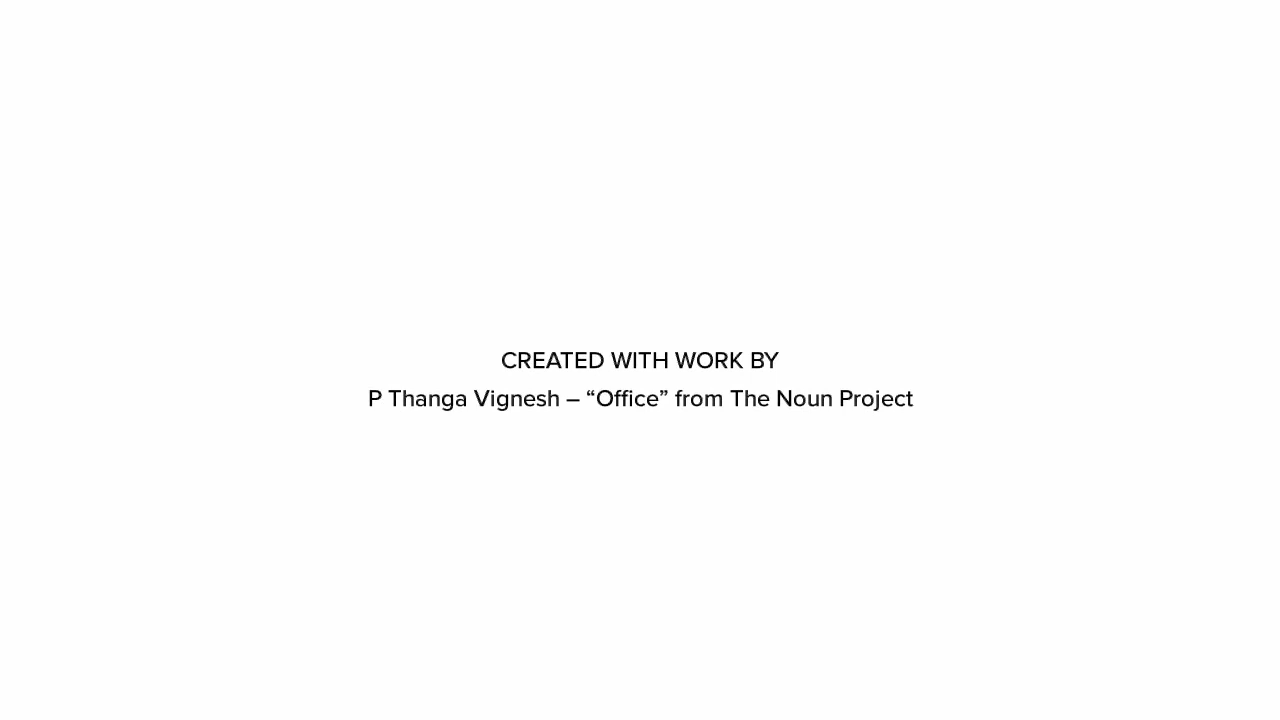 CREATED WITH WORK BY
P Thanga Vignesh – “Office” from The Noun Project